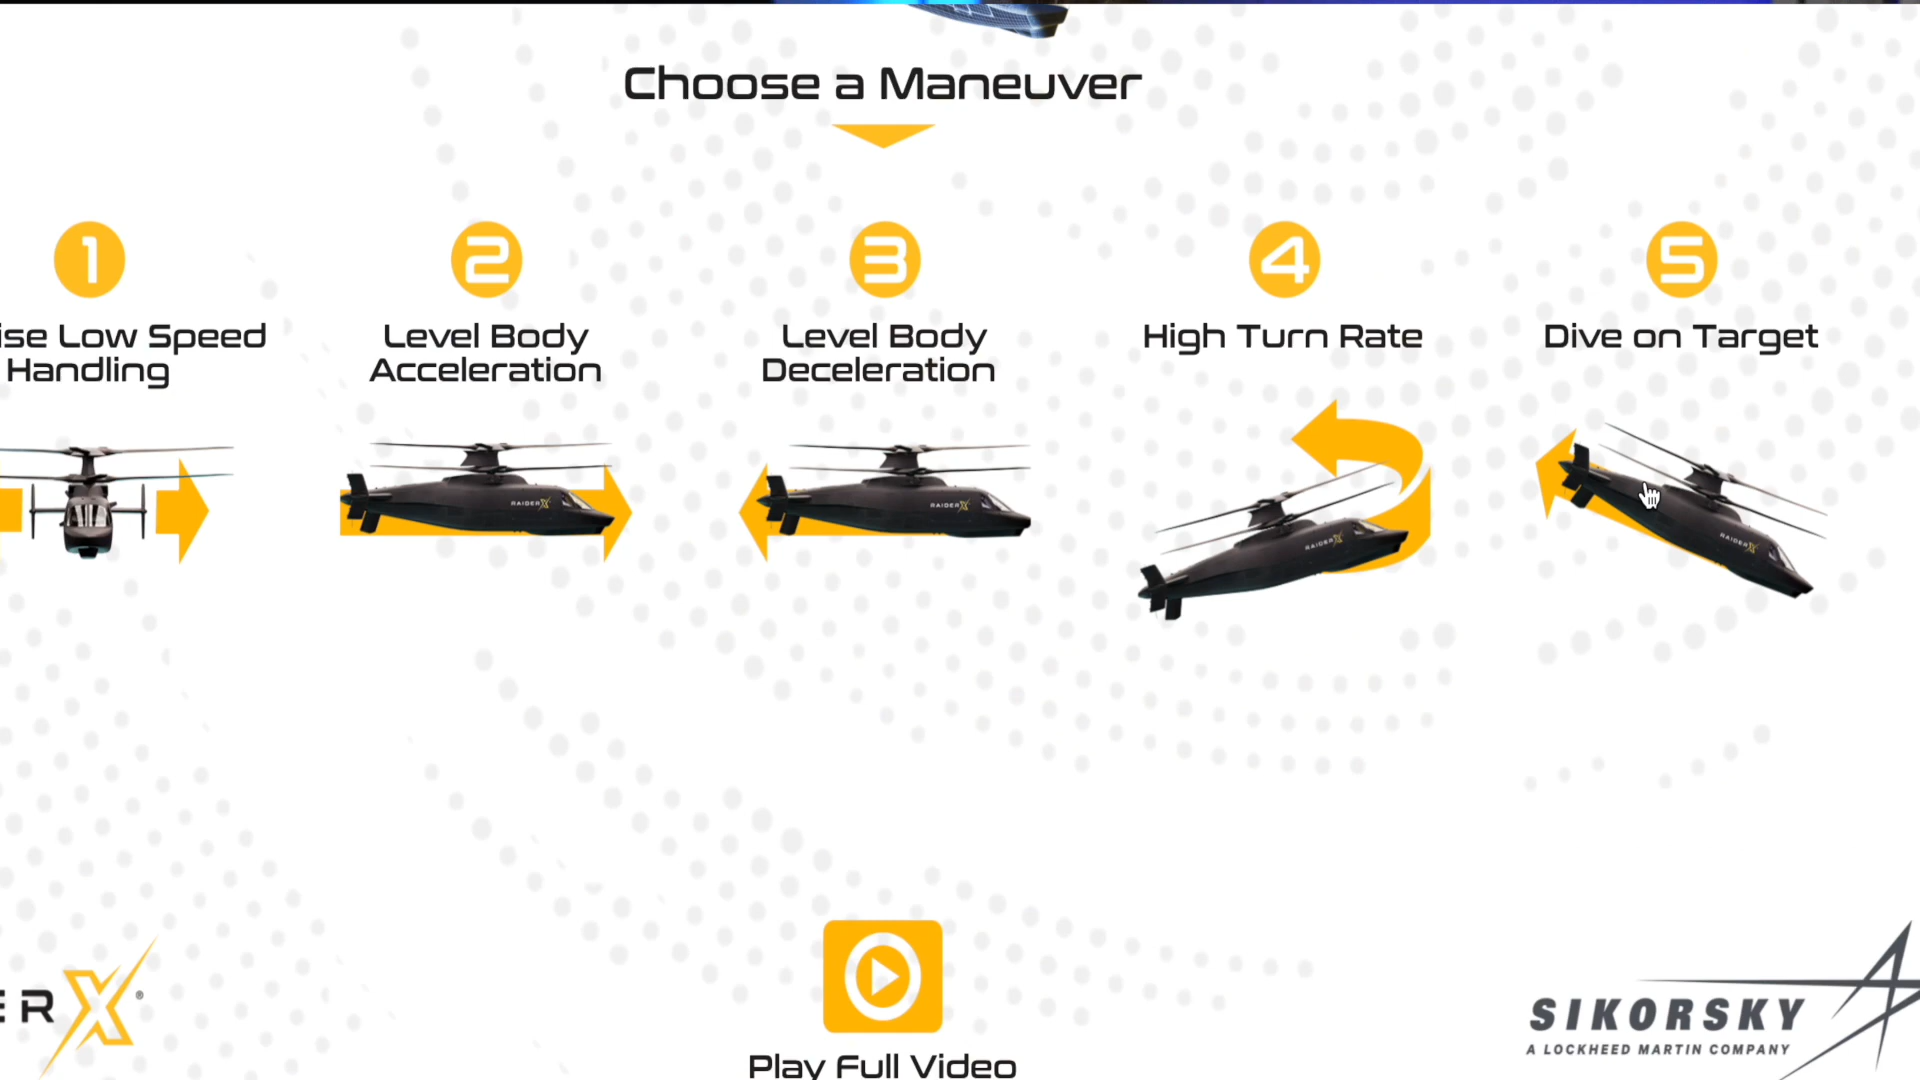 Choose a Maneuver
1
ise Low Speed
Handling
2
Level Body
Acceleration
3
Level Body
Deceleration
4
High Turn Rate
5
Dive on Target
RAIDER X
RAIDER X
RAIDER X
RAIDER X
ERX®
Play Full Video
SIKORSKY
A LOCKHEED MARTIN COMPANY